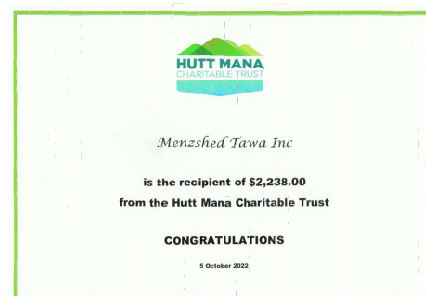 HUTT MANA
CHARITABLE TRUST
Menzshed Tawa Inc
is the recipient of $2,238.00
from the Hutt Mana Charitable Trust
CONGRATULATIONS
5 October 2022